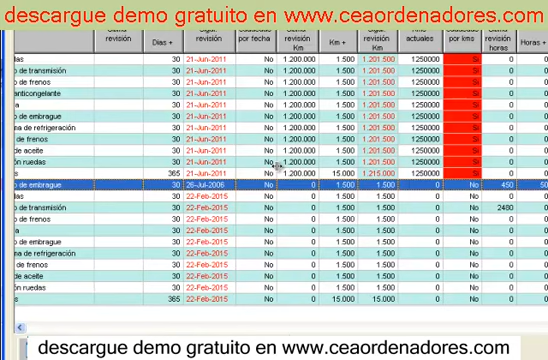 descargue demo gratuito en www.ceaordenadores.com
revisión Días + revisión por fecha revisión Km Km + revisión Km actuales por kms revisión horas Horas +
das 30 21-Jun-2011 No 1.200.000 1.500 1.201.500 1250000 Si 0 0
o de transmisión 30 21-Jun-2011 No 1.200.000 1.500 1.201.500 1250000 Si 0 0
o de frenos 30 21-Jun-2011 No 1.200.000 1.500 1.201.500 1250000 Si 0 0
anticongelante 30 21-Jun-2011 No 1.200.000 1.500 1.201.500 1250000 Si 0 0
a 30 21-Jun-2011 No 1.200.000 1.500 1.201.500 1250000 Si 0 0
o de embrague 30 21-Jun-2011 No 1.200.000 1.500 1.201.500 1250000 Si 0 0
ma de refrigeración 30 21-Jun-2011 No 1.200.000 1.500 1.201.500 1250000 Si 0 0
de frenos 30 21-Jun-2011 No 1.200.000 1.500 1.201.500 1250000 Si 0 0
de aceite 30 21-Jun-2011 No 1.200.000 1.500 1.201.500 1250000 Si 0 0
ón ruedas 30 21-Jun-2011 No 1.200.000 1.500 1.201.500 1250000 Si 0 0
s 365 21-Jun-2011 No 1.200.000 15.000 1.215.000 1250000 Si 0 0
o de embrague 30 26-Jul-2006 No 0 1.500 1.500 0 No 450 50
das 30 22-Feb-2015 No 0 1.500 1.500 0 No 0 0
o de transmisión 30 22-Feb-2015 No 0 1.500 1.500 0 No 2480 0
o de frenos 30 22-Feb-2015 No 0 1.500 1.500 0 No 0 0
a 30 22-Feb-2015 No 0 1.500 1.500 0 No 0 0
o de embrague 30 22-Feb-2015 No 0 1.500 1.500 0 No 0 0
ma de refrigeración 30 22-Feb-2015 No 0 1.500 1.500 0 No 0 0
de frenos 30 22-Feb-2015 No 0 1.500 1.500 0 No 0 0
de aceite 30 22-Feb-2015 No 0 1.500 1.500 0 No 0 0
ón ruedas 30 22-Feb-2015 No 0 1.500 1.500 0 No 0 0
s 365 22-Feb-2015 No 0 15.000 15.000 0 No 0 0
descargue demo gratuito en www.ceaordenadores.com